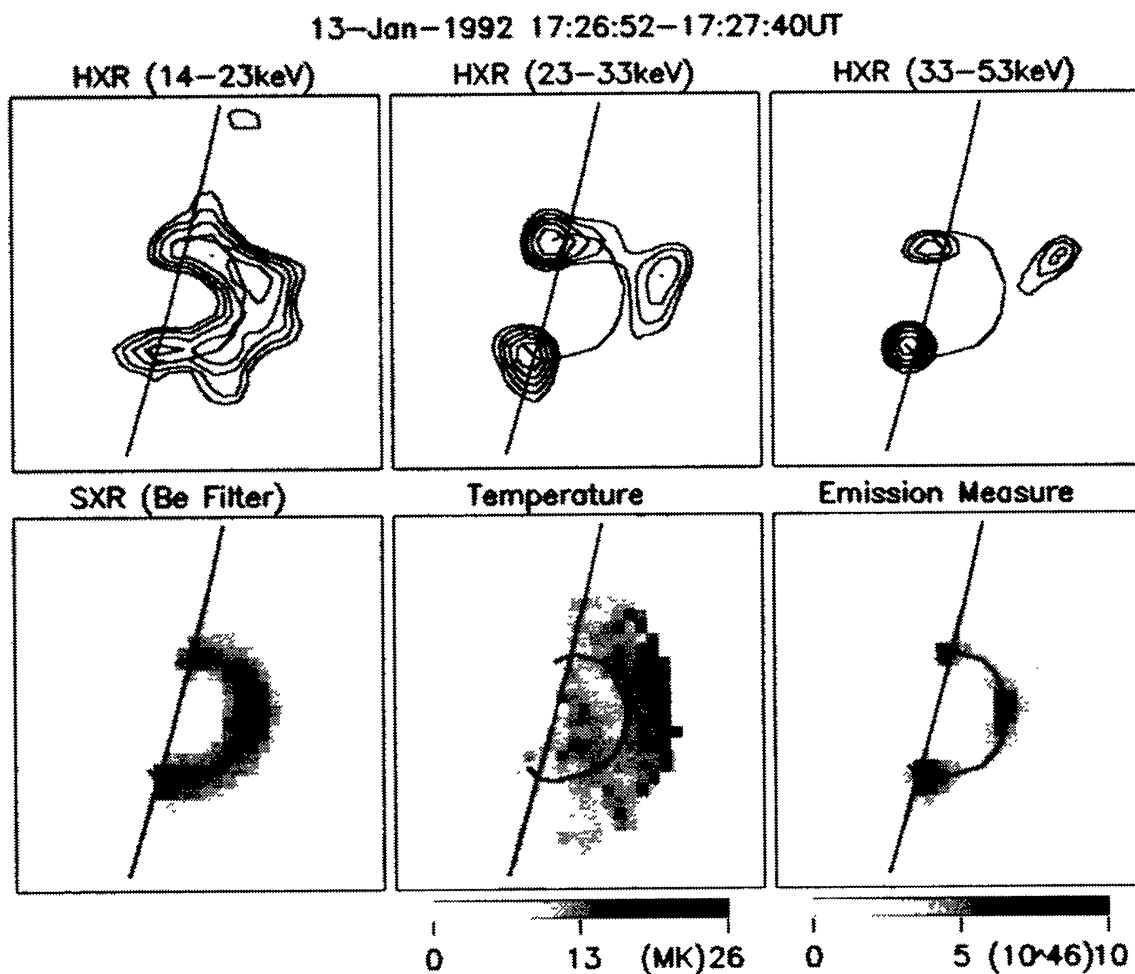 13-Jan-1992 17:26:52-17:27:40UT
HXR (14-23keV) HXR (23-33keV) HXR (33-53keV)
SXR (Be Filter) Temperature Emission Measure
0 13 (MK)26 0 5 (10^46)10